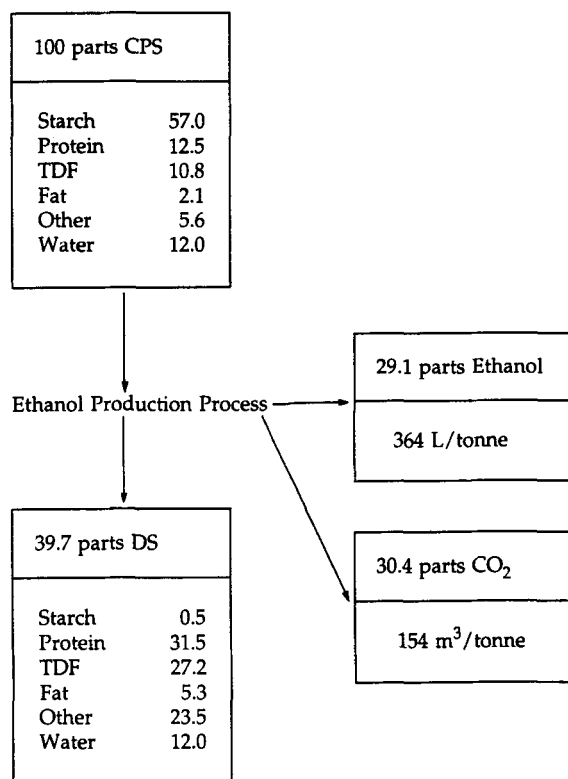 100 parts CPS
Starch 57.0
Protein 12.5
TDF 10.8
Fat 2.1
Other 5.6
Water 12.0
Ethanol Production Process
29.1 parts Ethanol
364 L/tonne
30.4 parts CO₂
154 m³/tonne
39.7 parts DS
Starch 0.5
Protein 31.5
TDF 27.2
Fat 5.3
Other 23.5
Water 12.0